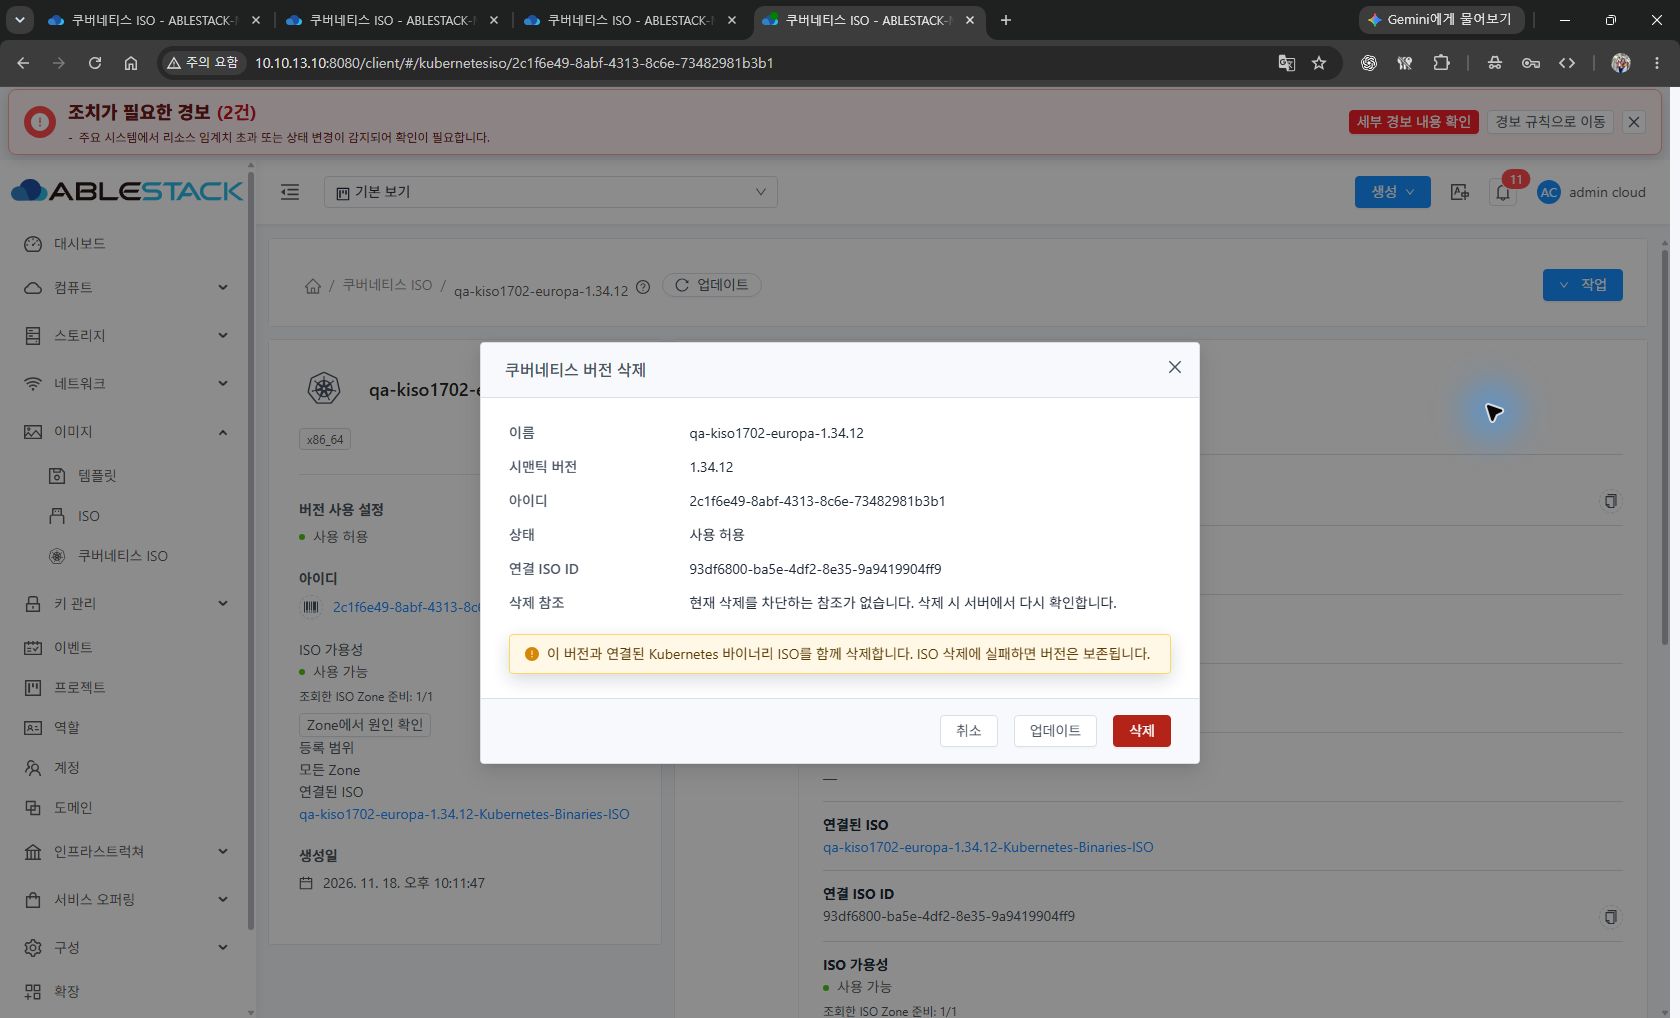 쿠버네티스 ISO - ABLESTACK-
쿠버네티스 ISO - ABLESTACK-
쿠버네티스 ISO - ABLESTACK-
쿠버네티스 ISO - ABLESTACK-
Gemini에게 물어보기
주의 요함
10.10.13.10:8080/client/#/kubernetesiso/2c1f6e49-8abf-4313-8c6e-73482981b3b1
조치가 필요한 경보 (2건)
- 주요 시스템에서 리소스 임계치 초과 또는 상태 변경이 감지되어 확인이 필요합니다.
세부 경보 내용 확인
경보 규칙으로 이동
ABLESTACK
기본 보기
생성
11
AC
admin cloud
대시보드
컴퓨트
스토리지
네트워크
이미지
템플릿
ISO
쿠버네티스 ISO
키 관리
이벤트
프로젝트
역할
계정
도메인
인프라스트럭쳐
서비스 오퍼링
구성
확장
/ 쿠버네티스 ISO / qa-kiso1702-europa-1.34.12
업데이트
작업
qa-kiso1702-e
x86_64
버전 사용 설정
사용 허용
아이디
2c1f6e49-8abf-4313-8c6
ISO 가용성
사용 가능
조회한 ISO Zone 준비: 1/1
Zone에서 원인 확인
등록 범위
모든 Zone
연결된 ISO
qa-kiso1702-europa-1.34.12-Kubernetes-Binaries-ISO
생성일
2026. 11. 18. 오후 10:11:47
쿠버네티스 버전 삭제
이름
qa-kiso1702-europa-1.34.12
시맨틱 버전
1.34.12
아이디
2c1f6e49-8abf-4313-8c6e-73482981b3b1
상태
사용 허용
연결 ISO ID
93df6800-ba5e-4df2-8e35-9a9419904ff9
삭제 참조
현재 삭제를 차단하는 참조가 없습니다. 삭제 시 서버에서 다시 확인합니다.
이 버전과 연결된 Kubernetes 바이너리 ISO를 함께 삭제합니다. ISO 삭제에 실패하면 버전은 보존됩니다.
취소
업데이트
삭제
—
연결된 ISO
qa-kiso1702-europa-1.34.12-Kubernetes-Binaries-ISO
연결 ISO ID
93df6800-ba5e-4df2-8e35-9a9419904ff9
ISO 가용성
사용 가능
조회한 ISO Zone 준비: 1/1